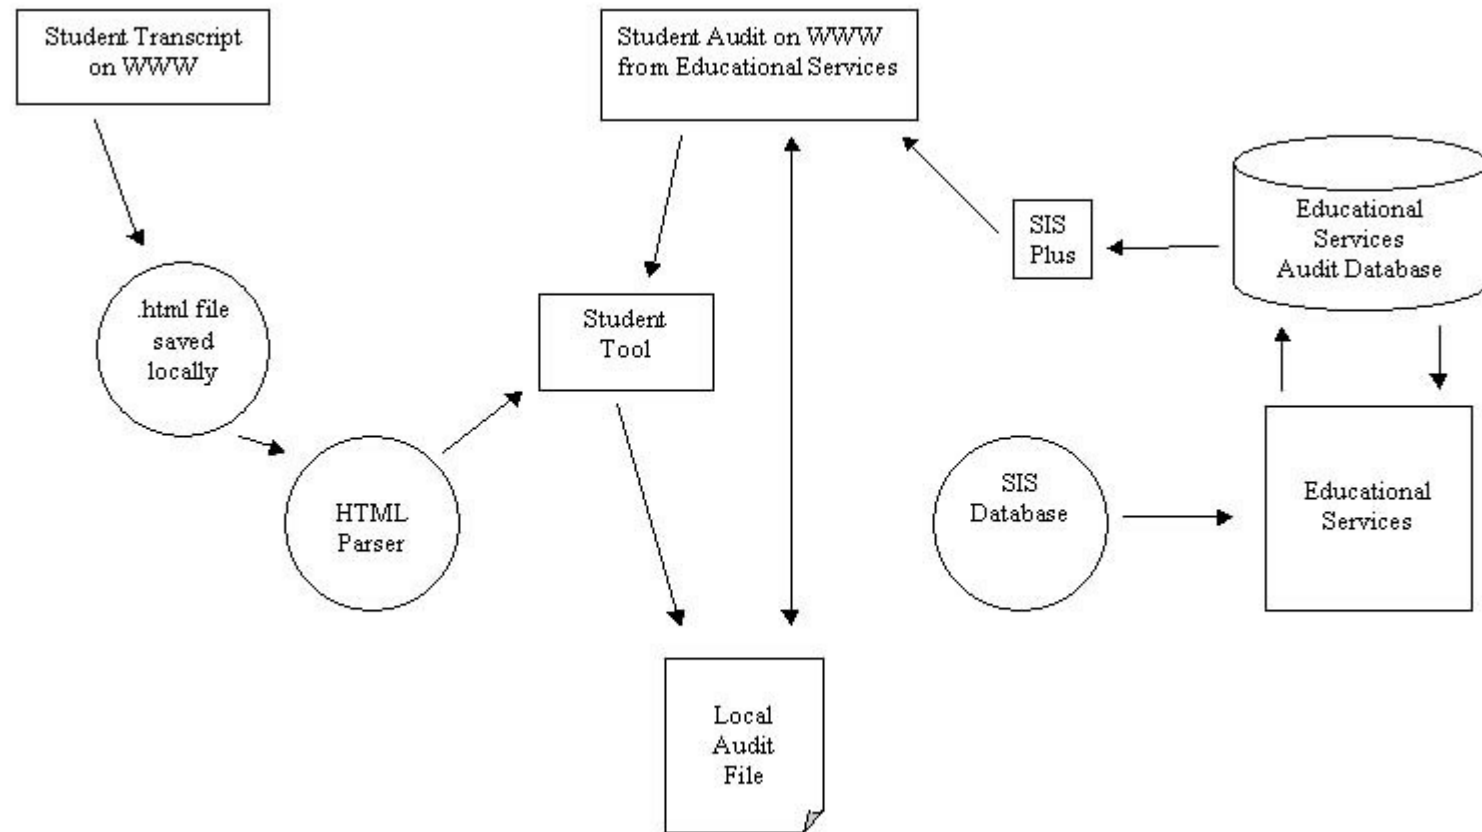 Student Transcript
on WWW
Student Audit on WWW
from Educational Services
SIS
Plus
Educational
Services
Audit Database
.html file
saved
locally
Student
Tool
HTML
Parser
SIS
Database
Educational
Services
Local
Audit
File